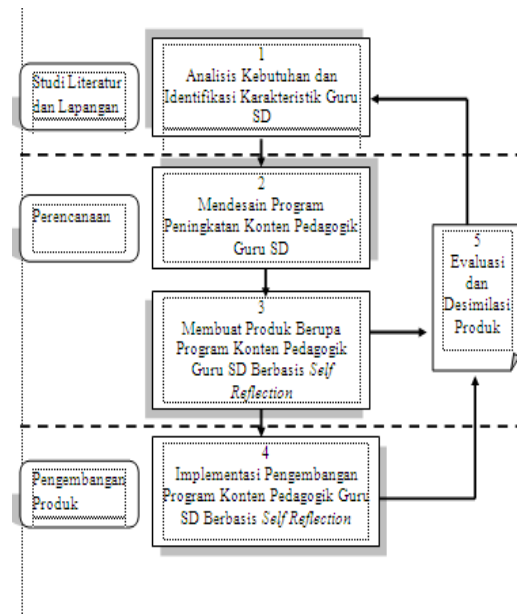 Studi Literatur
dan Lapangan
1
Analisis Kebutuhan dan
Identifikasi Karakteristik Guru
SD
Perencanaan
2
Mendesain Program
Peningkatan Konten Pedagogik
Guru SD
3
Membuat Produk Berupa
Program Konten Pedagogik
Guru SD Berbasis Self
Reflection
5
Evaluasi
dan
Desimilasi
Produk
Pengembangan
Produk
4
Implementasi Pengembangan
Program Konten Pedagogik Guru
SD Berbasis Self Reflection